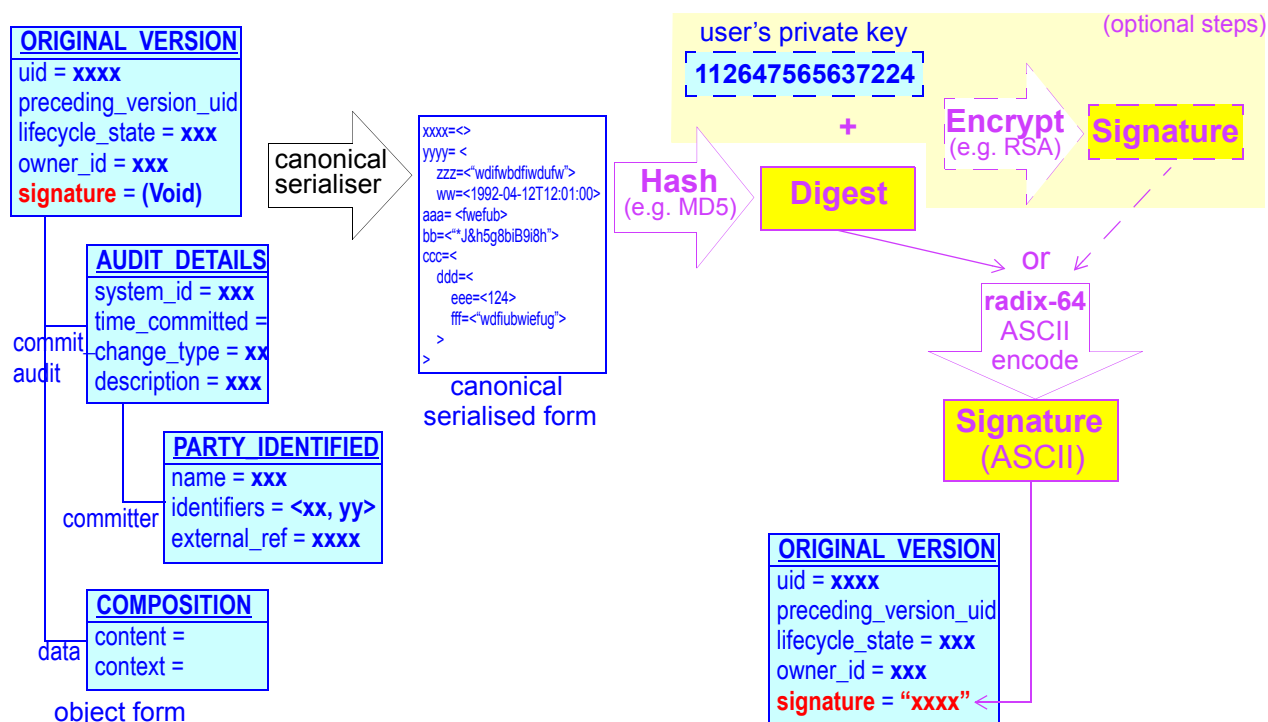 ORIGINAL_VERSION
uid = xxxx
preceding_version_uid
lifecycle_state = xxx
owner_id = xxx
signature = (Void)
commit_
audit
AUDIT_DETAILS
system_id = xxx
time_committed =
change_type = xx
description = xxx
committer
PARTY_IDENTIFIED
name = xxx
identifiers = <xx, yy>
external_ref = xxxx
data
COMPOSITION
content =
context =
object form
canonical
serialiser
xxxx=<>
yyyy= <
zzz=<“wdifwbdfiwdufw”>
ww=<1992-04-12T12:01:00>
aaa= <fwefub>
bb=<“*J&h5g8biB9i8h”>
ccc=<
ddd=<
eee=<124>
fff=<“wdfiubwiefug”>
>
>
canonical
serialised form
Hash
(e.g. MD5)
(optional steps)
user’s private key
112647565637224
+
Digest
Encrypt
(e.g. RSA)
Signature
or
radix-64
ASCII
encode
Signature
(ASCII)
ORIGINAL_VERSION
uid = xxxx
preceding_version_uid
lifecycle_state = xxx
owner_id = xxx
signature = “xxxx”